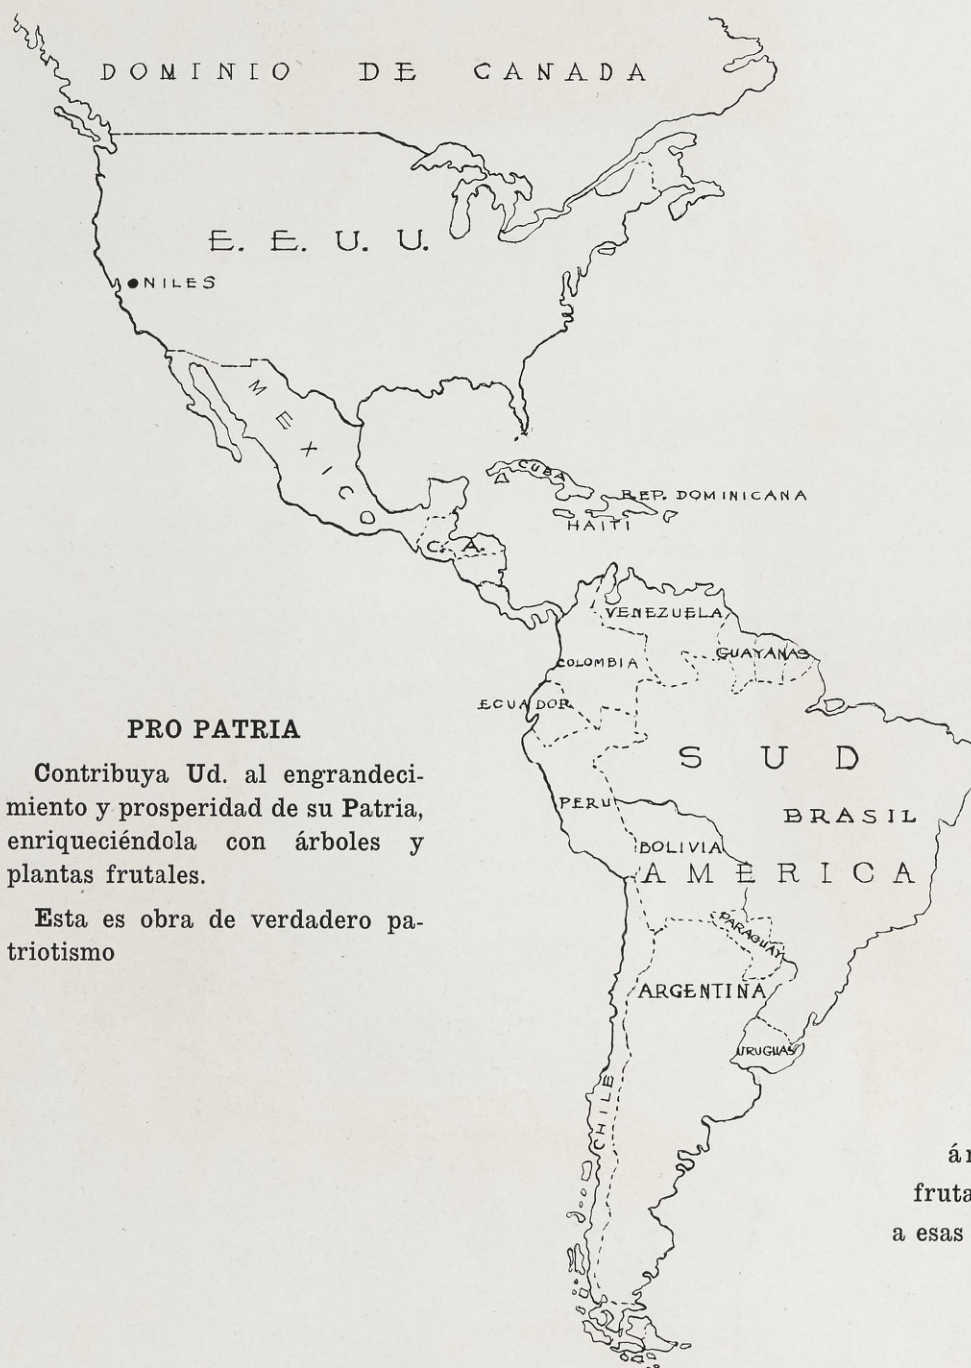 DOMINIO DE CANADA
E. E. U. U.
NILES
MEXICO
CUBA
REP. DOMINICANA
HAITI
C. A.
VENEZUELA
GUAYANAS
COLOMBIA
ECUADOR
SUD
PERU
BRASIL
BOLIVIA
AMERICA
PARAGUAY
ARGENTINA
URUGUAY
CHILE
PRO PATRIA
Contribuya Ud. al engrandeci-
miento y prosperidad de su Patria,
enriqueciéndola con árboles y
plantas frutales.
Esta es obra de verdadero pa-
triotismo
a esas